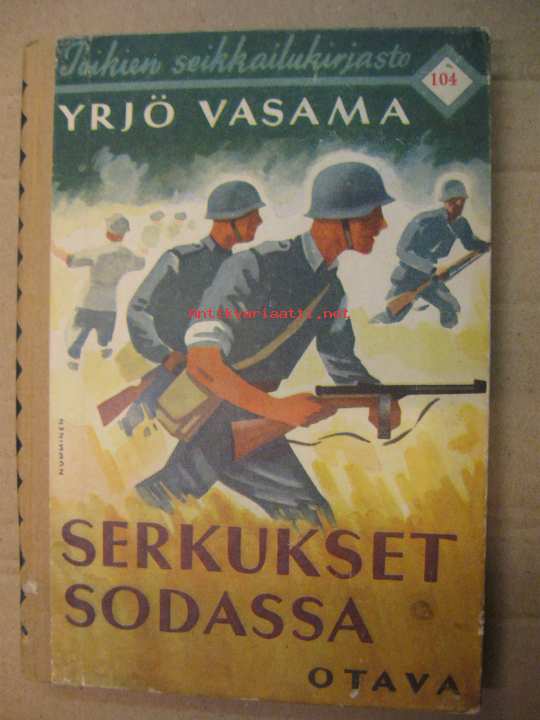 Poikien seikkailukirjasto
104
YRJÖ VASAMA
Antikvariaatti.net
NUMMINEN
SERKUKSET
SODASSA
OTAVA